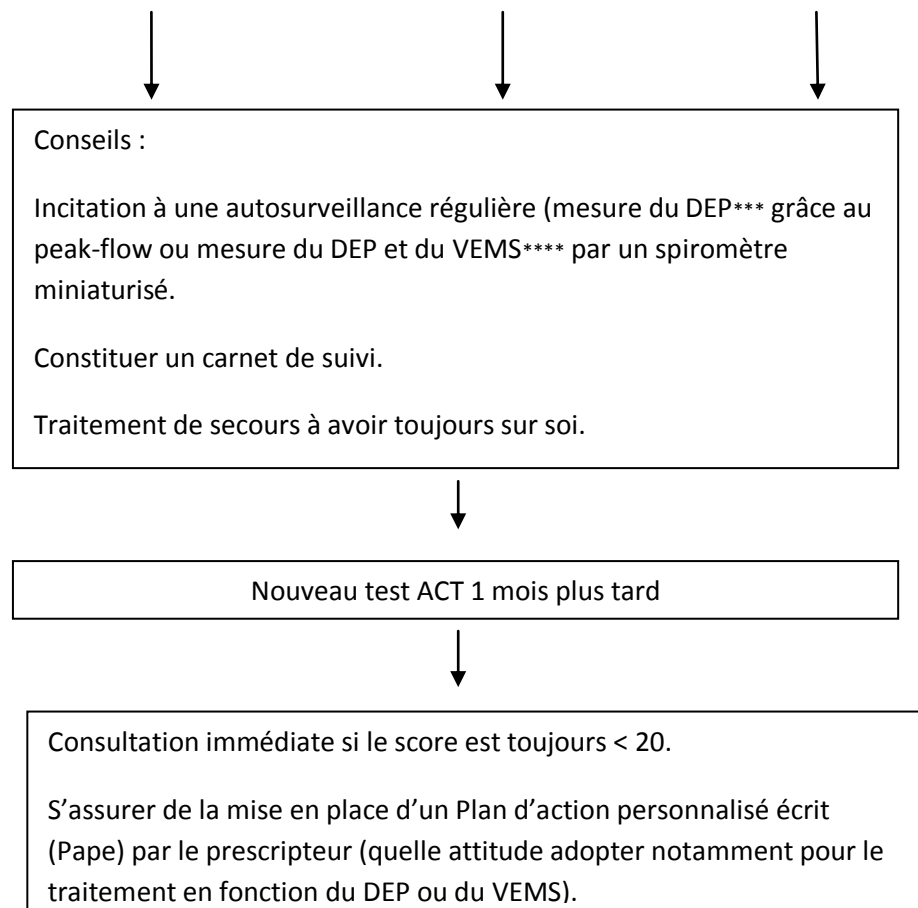 Conseils :
Incitation à une autosurveillance régulière (mesure du DEP*** grâce au
peak-flow ou mesure du DEP et du VEMS**** par un spiromètre
miniaturisé.
Constituer un carnet de suivi.
Traitement de secours à avoir toujours sur soi.
Nouveau test ACT 1 mois plus tard
Consultation immédiate si le score est toujours < 20.
S’assurer de la mise en place d’un Plan d’action personnalisé écrit
(Pape) par le prescripteur (quelle attitude adopter notamment pour le
traitement en fonction du DEP ou du VEMS).